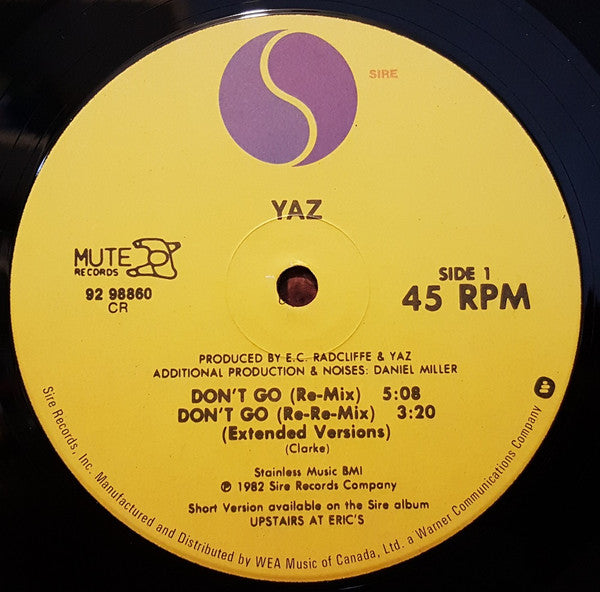 SIRE
YAZ
MUTE
RECORDS
92 98860
CR
SIDE 1
45 RPM
PRODUCED BY E.C. RADCLIFFE & YAZ
ADDITIONAL PRODUCTION & NOISES: DANIEL MILLER
DON'T GO (Re-Mix) 5:08
DON'T GO (Re-Re-Mix) 3:20
(Extended Versions)
(Clarke)
Stainless Music BMI
℗ 1982 Sire Records Company
Short Version available on the Sire album
UPSTAIRS AT ERIC'S
Sire Records, Inc. Manufactured and Distributed by WEA Music of Canada, Ltd. a Warner Communications Company